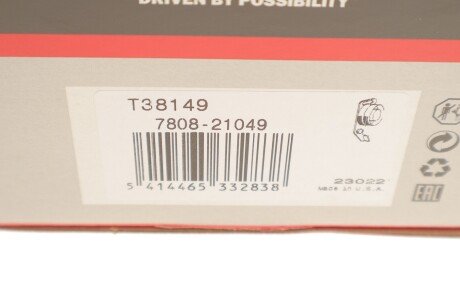 DRIVEN BY POSSIBILITY
T38149
7808-21049
5 414465 332838
23022
MADE IN U.S.A.
EAC